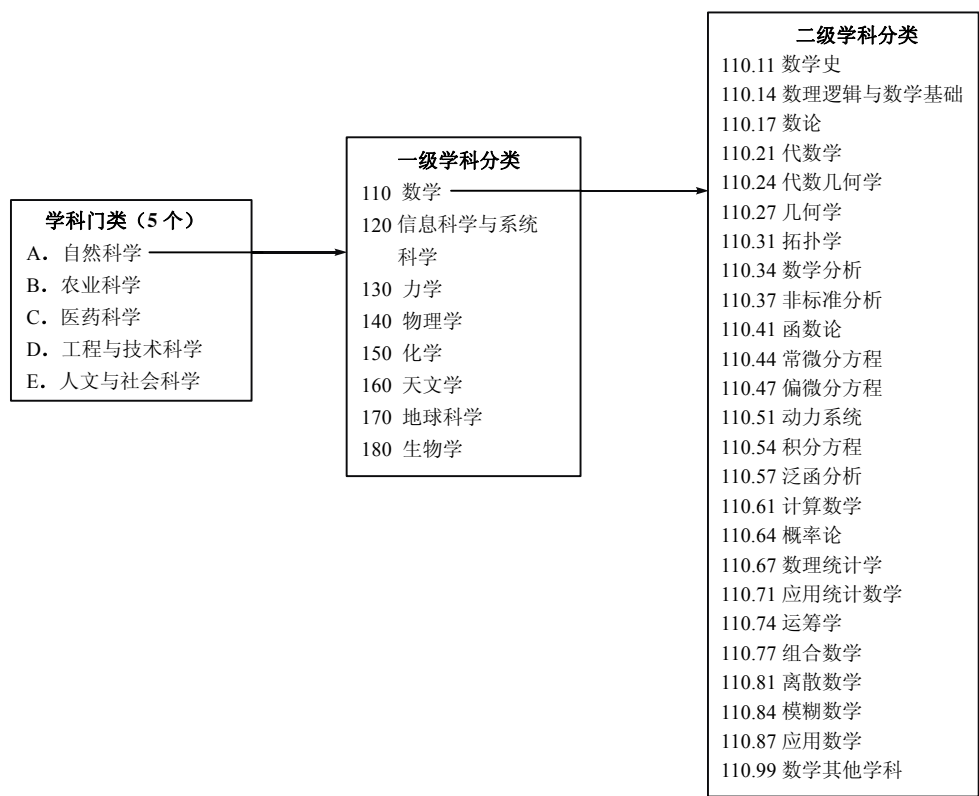 学科门类（5 个）
A．自然科学
B．农业科学
C．医药科学
D．工程与技术科学
E．人文与社会科学
一级学科分类
110 数学
120 信息科学与系统
科学
130 力学
140 物理学
150 化学
160 天文学
170 地球科学
180 生物学
二级学科分类
110.11 数学史
110.14 数理逻辑与数学基础
110.17 数论
110.21 代数学
110.24 代数几何学
110.27 几何学
110.31 拓扑学
110.34 数学分析
110.37 非标准分析
110.41 函数论
110.44 常微分方程
110.47 偏微分方程
110.51 动力系统
110.54 积分方程
110.57 泛函分析
110.61 计算数学
110.64 概率论
110.67 数理统计学
110.71 应用统计数学
110.74 运筹学
110.77 组合数学
110.81 离散数学
110.84 模糊数学
110.87 应用数学
110.99 数学其他学科